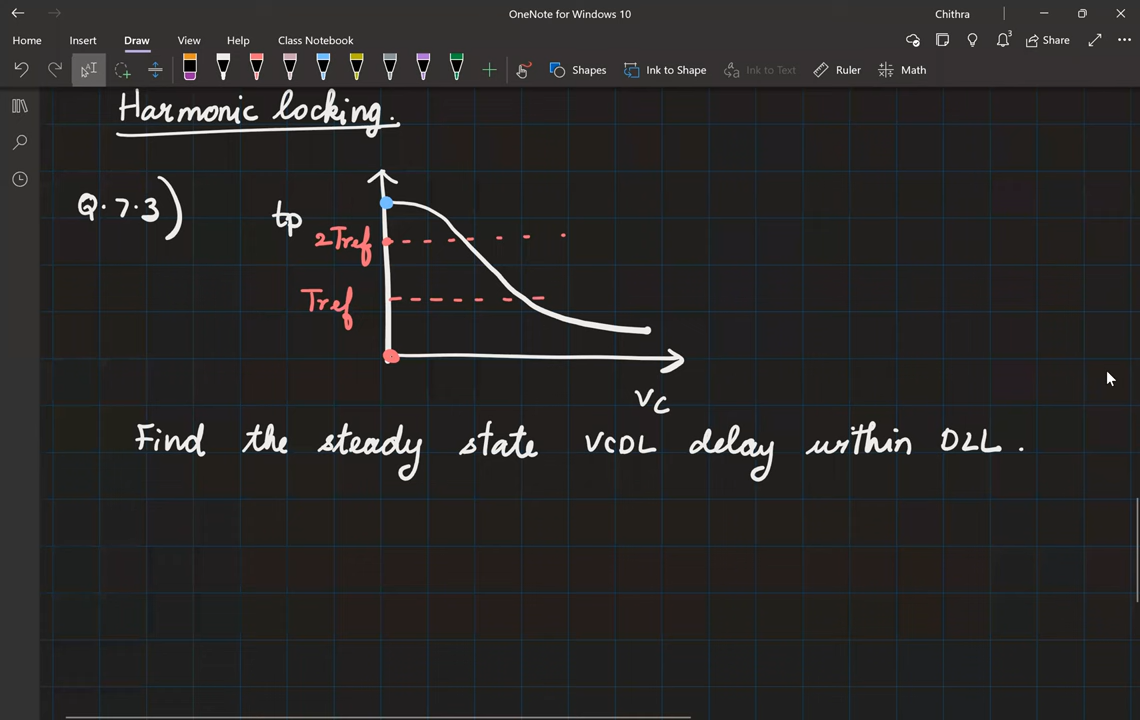 OneNote for Windows 10
Chithra
Home Insert Draw View Help Class Notebook
3
Share
Shapes Ink to Shape Ink to Text Ruler Math
Harmonic locking.
Q.7.3)
tp
2Tref
Tref
Vc
Find the steady state VCDL delay within DLL.